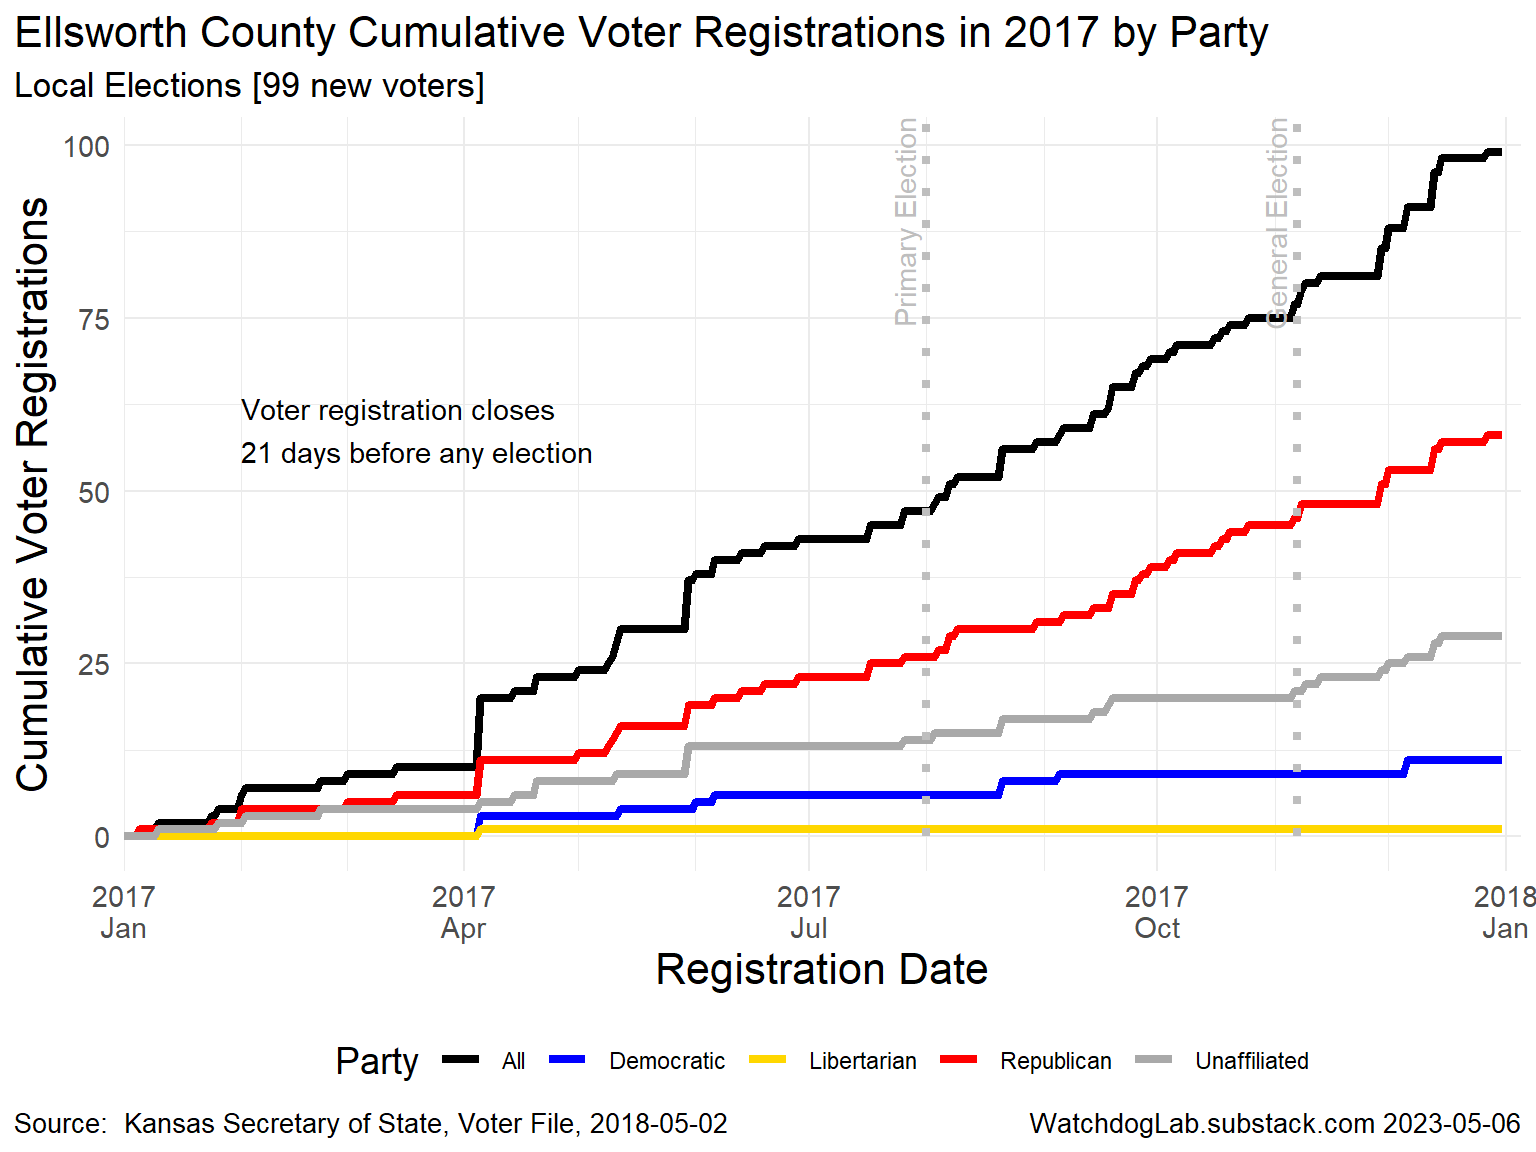 Ellsworth County Cumulative Voter Registrations in 2017 by Party
Local Elections [99 new voters]
Cumulative Voter Registrations
100
75
50
25
0
Primary Election
General Election
Voter registration closes
21 days before any election
2017
Jan
2017
Apr
2017
Jul
2017
Oct
2018
Jan
Registration Date
Party All Democratic Libertarian Republican Unaffiliated
Source:  Kansas Secretary of State, Voter File, 2018-05-02
WatchdogLab.substack.com 2023-05-06